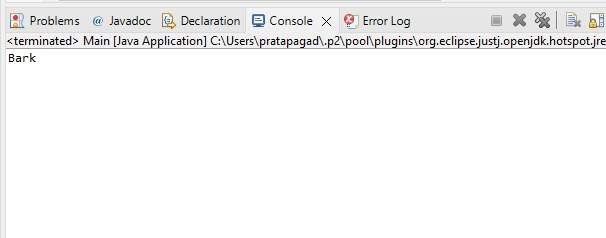 Problems @ Javadoc Declaration Console Error Log
<terminated> Main [Java Application] C:\Users\pratapagad\.p2\pool\plugins\org.eclipse.justj.openjdk.hotspot.jre
Bark